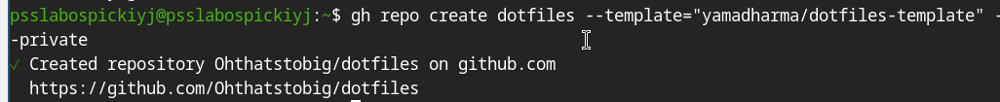 psslabospickiyj@psslabospickiyj:~$ gh repo create dotfiles --template="yamadharma/dotfiles-template" -
-private
✓ Created repository Ohthatstobig/dotfiles on github.com
  https://github.com/Ohthatstobig/dotfiles